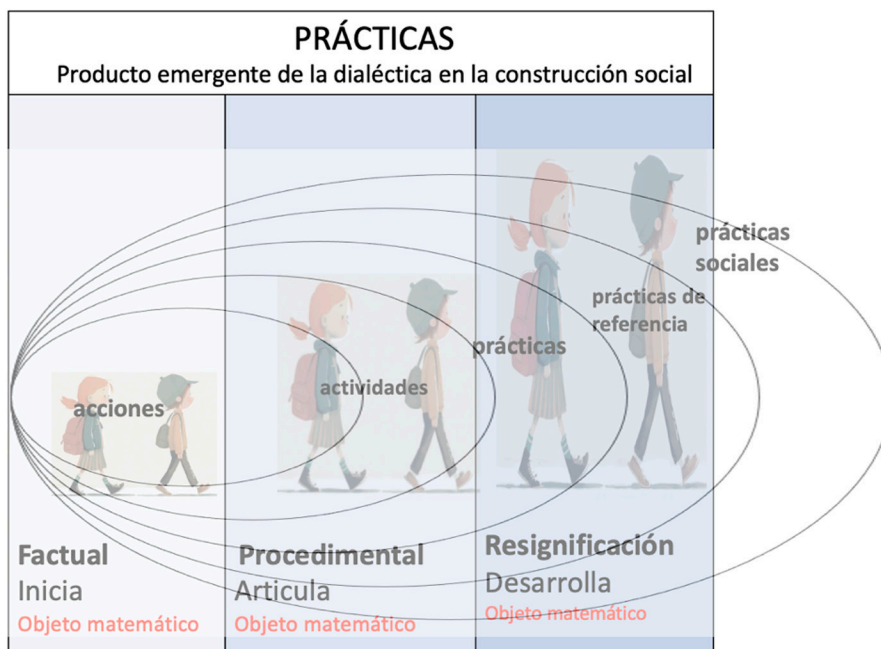 PRÁCTICAS
Producto emergente de la dialéctica en la construcción social
prácticas
sociales
prácticas de
referencia
prácticas
actividades
acciones
Factual
Inicia
Objeto matemático
Procedimental
Articula
Objeto matemático
Resignificación
Desarrolla
Objeto matemático